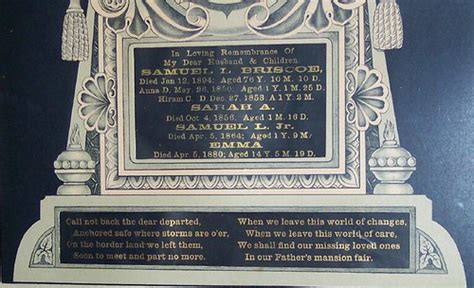 In Loving Remembrance Of
My Dear Husband & Children
SAMUEL L. BRISCOE,
Died Jan 12, 1894: Aged 76 Y. 10 M. 10 D.
Anna D. May. 26, 1850; Aged 1 Y. 1 M. 25 D.
Hiram C. D Dec 27, 1853 A 1 Y. 2 M.
SARAH A.
Died Oct 4, 1856, Aged 1 M. 16 D.
SAMUEL L. Jr.
Died Apr. 5, 1864; Aged 1 Y. 9 M/
EMMA
Died Apr. 5, 1880; Aged 14 Y 5 M. 19 D.
Call not back the dear departed,
Anchored safe where storms are o'er,
On the border land we left them,
Soon to meet and part no more.
When we leave this world of changes,
When we leave this world of care,
We shall find our missing loved ones
In our Father's mansion fair.